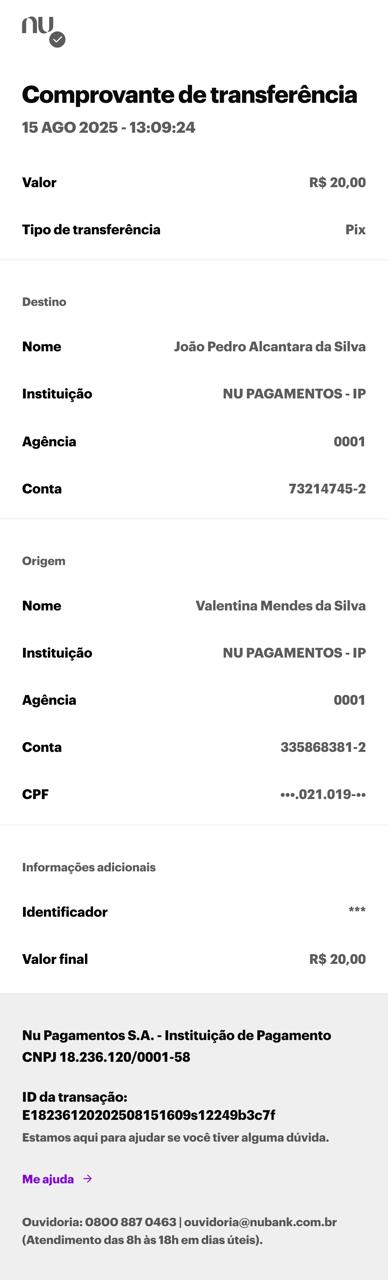 nu
Comprovante de transferência
15 AGO 2025 - 13:09:24
Valor R$ 20,00
Tipo de transferência Pix
Destino
Nome João Pedro Alcantara da Silva
Instituição NU PAGAMENTOS - IP
Agência 0001
Conta 73214745-2
Origem
Nome Valentina Mendes da Silva
Instituição NU PAGAMENTOS - IP
Agência 0001
Conta 335868381-2
CPF •••.021.019-••
Informações adicionais
Identificador ***
Valor final R$ 20,00
Nu Pagamentos S.A. - Instituição de Pagamento
CNPJ 18.236.120/0001-58
ID da transação:
E18236120202508151609s12249b3c7f
Estamos aqui para ajudar se você tiver alguma dúvida.
Me ajuda →
Ouvidoria: 0800 887 0463 | ouvidoria@nubank.com.br
(Atendimento das 8h às 18h em dias úteis).